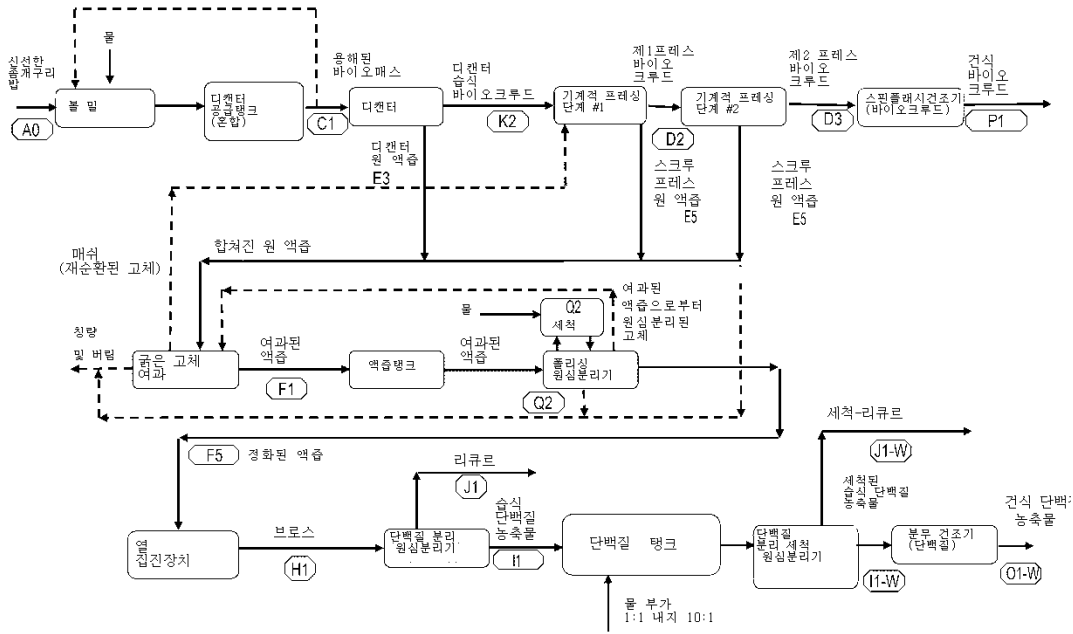 신선한
좀개구리
밥
A0
물
볼 밀
디캔터
공급탱크
(혼합)
C1
용해된
바이오매스
디캔터
디캔터
습식
바이오크루드
K2
기계적 프레싱
단계 #1
제1프레스
바이오
크루드
D2
기계적 프레싱
단계 #2
제2 프레스
바이오
크루드
D3
스핀플래시건조기
(바이오크루드)
건식
바이오
크루드
P1
디캔터
원 액즙
E3
스크루
프레스
원 액즙
E5
스크루
프레스
원 액즙
E5
매쉬
(재순환된 고체)
합쳐진 원 액즙
칭량
및 버림
굵은 고체
여과
여과된
액즙
F1
액즙탱크
여과된
액즙
물
Q2
세척
여과된
액즙으로부터
원심분리된
고체
폴리싱
원심분리기
Q2
F5
정화된 액즙
열
집진장치
브로스
H1
단백질 분리
원심분리기
리큐르
J1
습식
단백질
농축물
I1
단백질 탱크
물 부가
1:1 내지 10:1
단백질
분리 세척
원심분리기
세척-리큐르
J1-W
세척된
습식 단백질
농축물
I1-W
분무 건조기
(단백질)
건식 단백질
농축물
O1-W